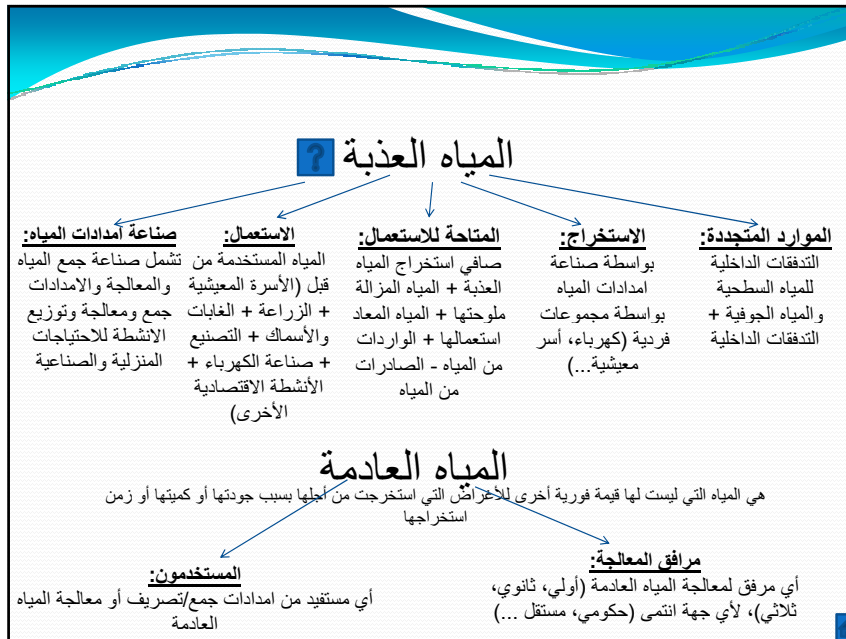 المياه العذبة
الموارد المتجددة:
التدفقات الداخلية
للمياه السطحية
والمياه الجوفية +
التدفقات الداخلية
الاستخراج:
بواسطة صناعة
امدادات المياه
بواسطة مجموعات
فردية (كهرباء، أسر
معيشية...)
المتاحة للاستعمال:
صافي استخراج المياه
العذبة + المياه المزالة
ملوحتها + المياه المعاد
استعمالها + الواردات
من المياه - الصادرات
من المياه
الاستعمال:
المياه المستخدمة من
قبل (الأسرة المعيشية
+ الزراعة + الغابات
والأسماك + التصنيع
+ صناعة الكهرباء +
الأنشطة الاقتصادية
الأخرى)
صناعة امدادات المياه:
تشمل صناعة جمع المياه
والمعالجة والامدادات
جمع ومعالجة وتوزيع
الانشطة للاحتياجات
المنزلية والصناعية
المياه العادمة
هي المياه التي ليست لها قيمة فورية أخرى للأغراض التي استخرجت من أجلها بسبب جودتها أو كميتها أو زمن
استخراجها
مرافق المعالجة:
أي مرفق لمعالجة المياه العادمة (أولي، ثانوي،
ثلاثي)، لأي جهة انتمى (حكومي، مستقل ...)
المستخدمون:
أي مستفيد من امدادات جمع/تصريف أو معالجة المياه
العادمة